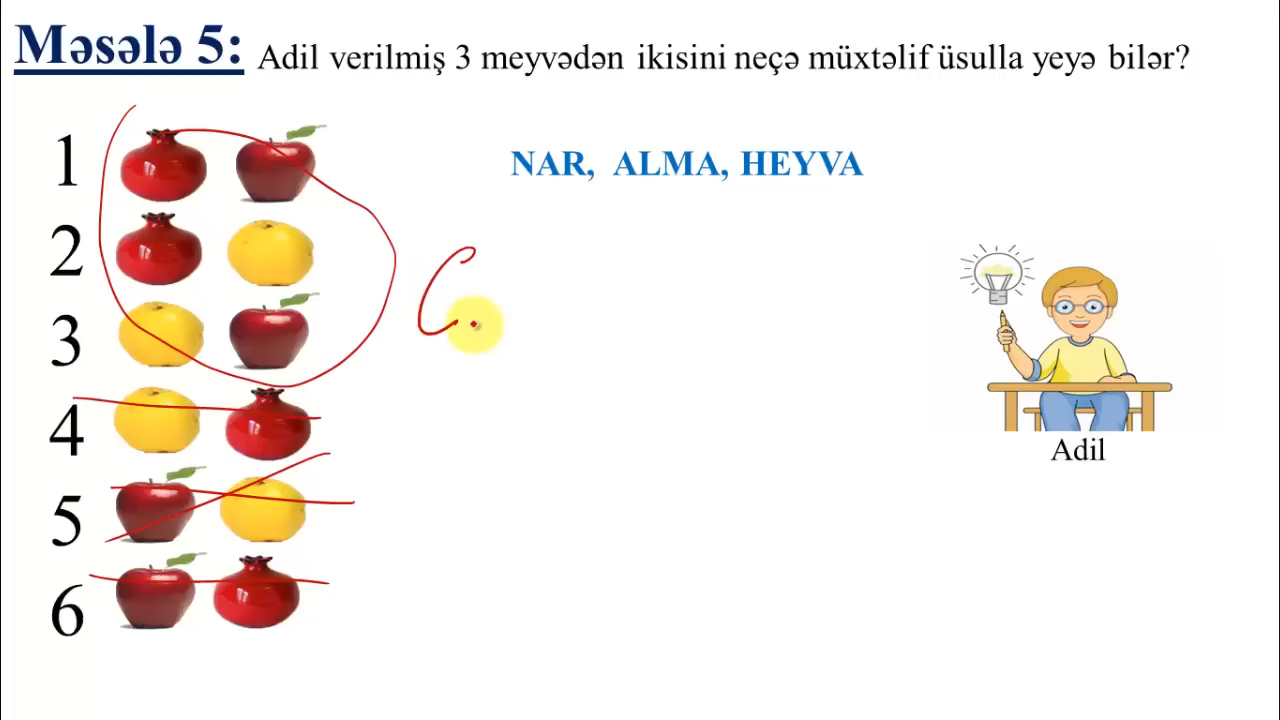 Məsələ 5: Adil verilmiş 3 meyvədən ikisini neçə müxtəlif üsulla yeyə bilər?
NAR, ALMA, HEYVA
1
2
3
4
5
6
C
Adil